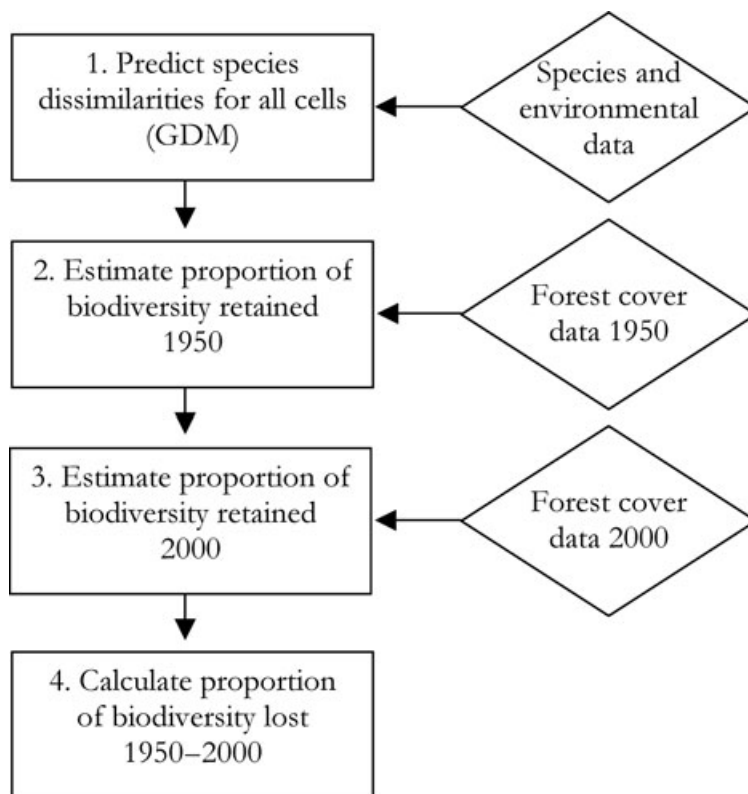 1. Predict species
dissimilarities for all cells
(GDM)
Species and
environmental
data
2. Estimate proportion of
biodiversity retained
1950
Forest cover
data 1950
3. Estimate proportion of
biodiversity retained
2000
Forest cover
data 2000
4. Calculate proportion
of biodiversity lost
1950–2000